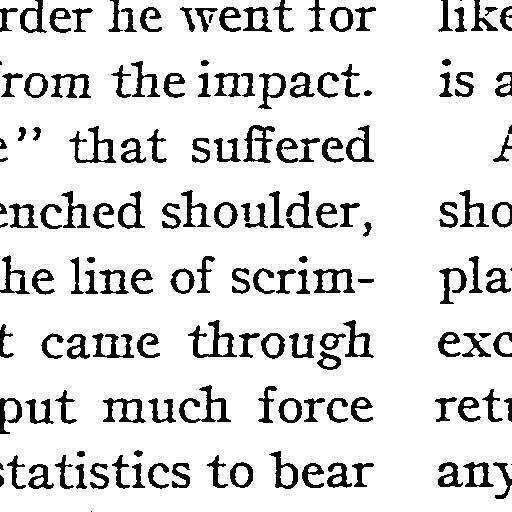 rder he went for
from the impact.
e” that suffered
enched shoulder,
he line of scrim-
t came through
put much force
statistics to bear
like
is a
A
sho
pla
exc
ret
any